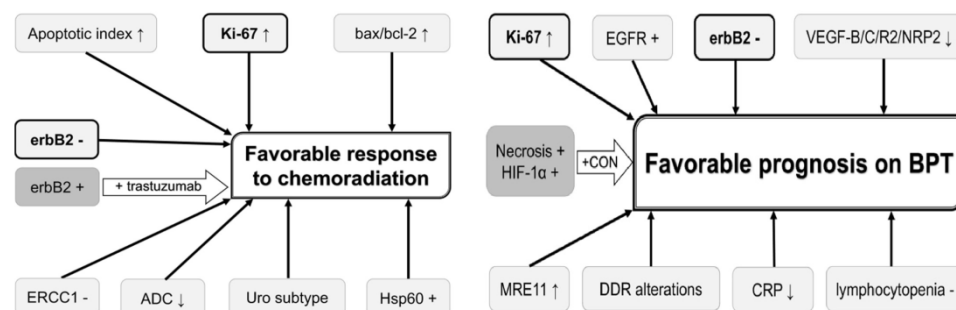 Apoptotic index ↑
Ki-67 ↑
bax/bcl-2 ↑
erbB2 -
erbB2 +
+ trastuzumab
Favorable response
to chemoradiation
ERCC1 -
ADC ↓
Uro subtype
Hsp60 +
Ki-67 ↑
EGFR +
erbB2 -
VEGF-B/C/R2/NRP2 ↓
Necrosis +
HIF-1α +
+CON
Favorable prognosis on BPT
MRE11 ↑
DDR alterations
CRP ↓
lymphocytopenia -